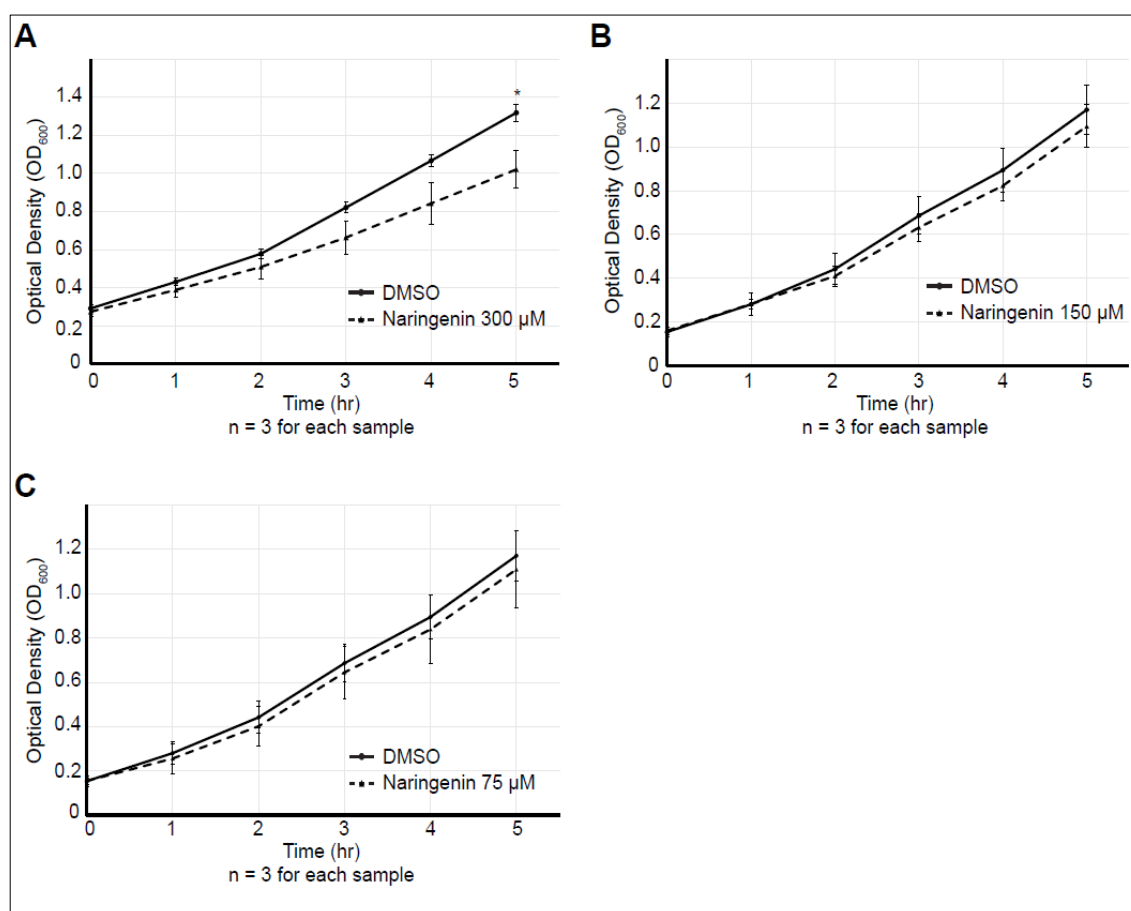 A
Optical Density (OD600)
1.4
1.2
1.0
0.8
0.6
0.4
0.2
0
*
DMSO
Naringenin 300 µM
0 1 2 3 4 5
Time (hr)
n = 3 for each sample
B
Optical Density (OD600)
1.2
1.0
0.8
0.6
0.4
0.2
0
DMSO
Naringenin 150 µM
0 1 2 3 4 5
Time (hr)
n = 3 for each sample
C
Optical Density (OD600)
1.2
1.0
0.8
0.6
0.4
0.2
0
DMSO
Naringenin 75 µM
0 1 2 3 4 5
Time (hr)
n = 3 for each sample